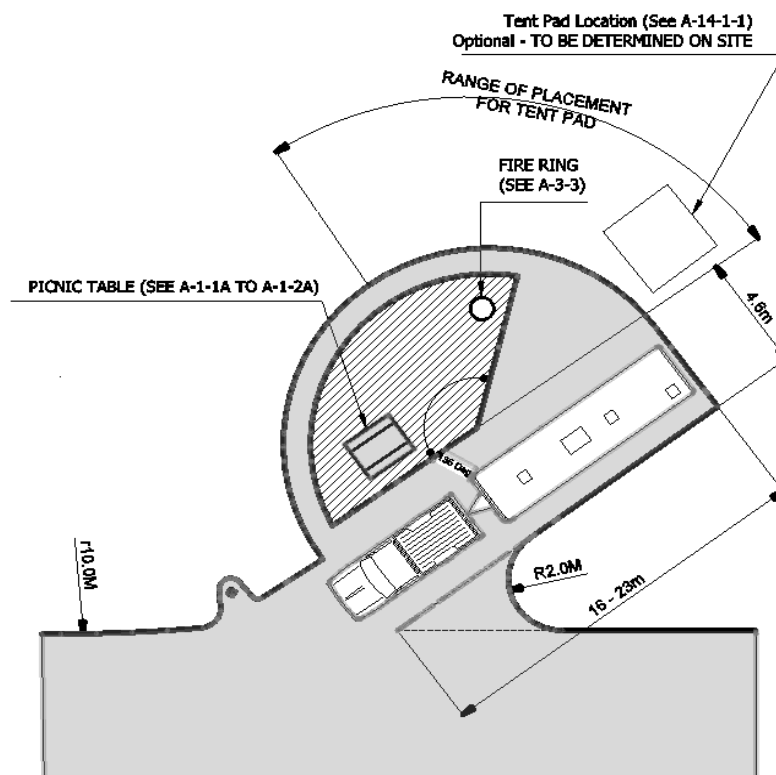 Tent Pad Location (See A-14-1-1)
Optional - TO BE DETERMINED ON SITE
RANGE OF PLACEMENT
FOR TENT PAD
FIRE RING
(SEE A-3-3)
PICNIC TABLE (SEE A-1-1A TO A-1-2A)
4.6m
136 Deg
r10.0M
R2.0M
16 - 23m